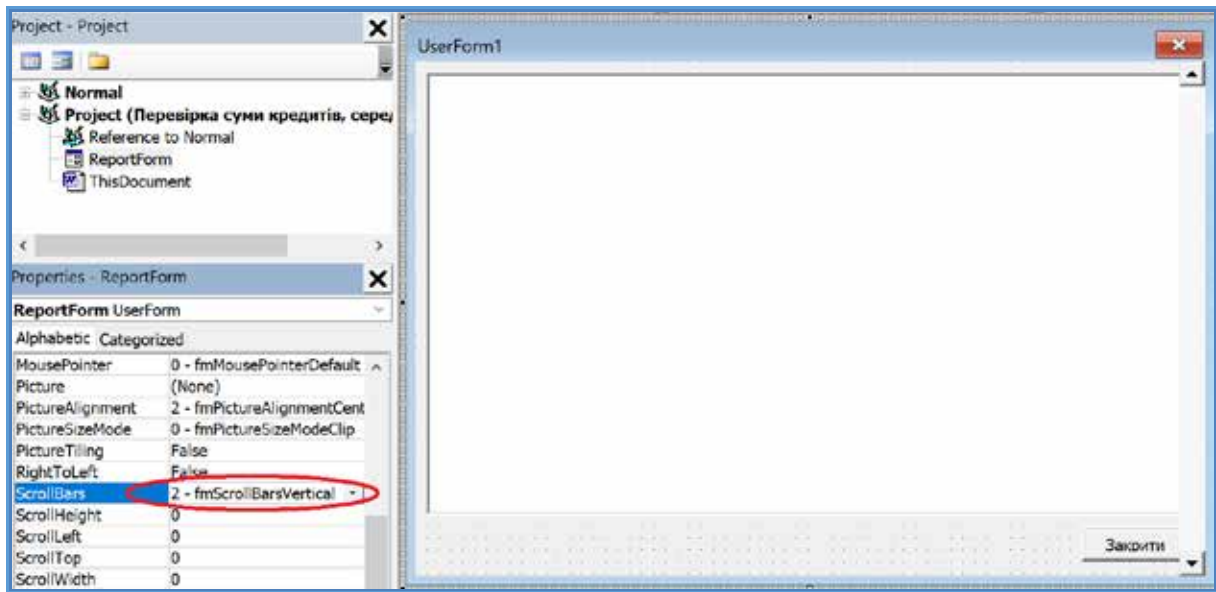 Project - Project
Normal
Project (Перевірка суми кредитів, сере
Reference to Normal
ReportForm
ThisDocument
Properties - ReportForm
ReportForm UserForm
Alphabetic Categorized
MousePointer 0 - fmMousePointerDefault
Picture (None)
PictureAlignment 2 - fmPictureAlignmentCent
PictureSizeMode 0 - fmPictureSizeModeClip
PictureTiling False
RightToLeft False
ScrollBars 2 - fmScrollBarsVertical
ScrollHeight 0
ScrollLeft 0
ScrollTop 0
ScrollWidth 0
UserForm1
Закрити